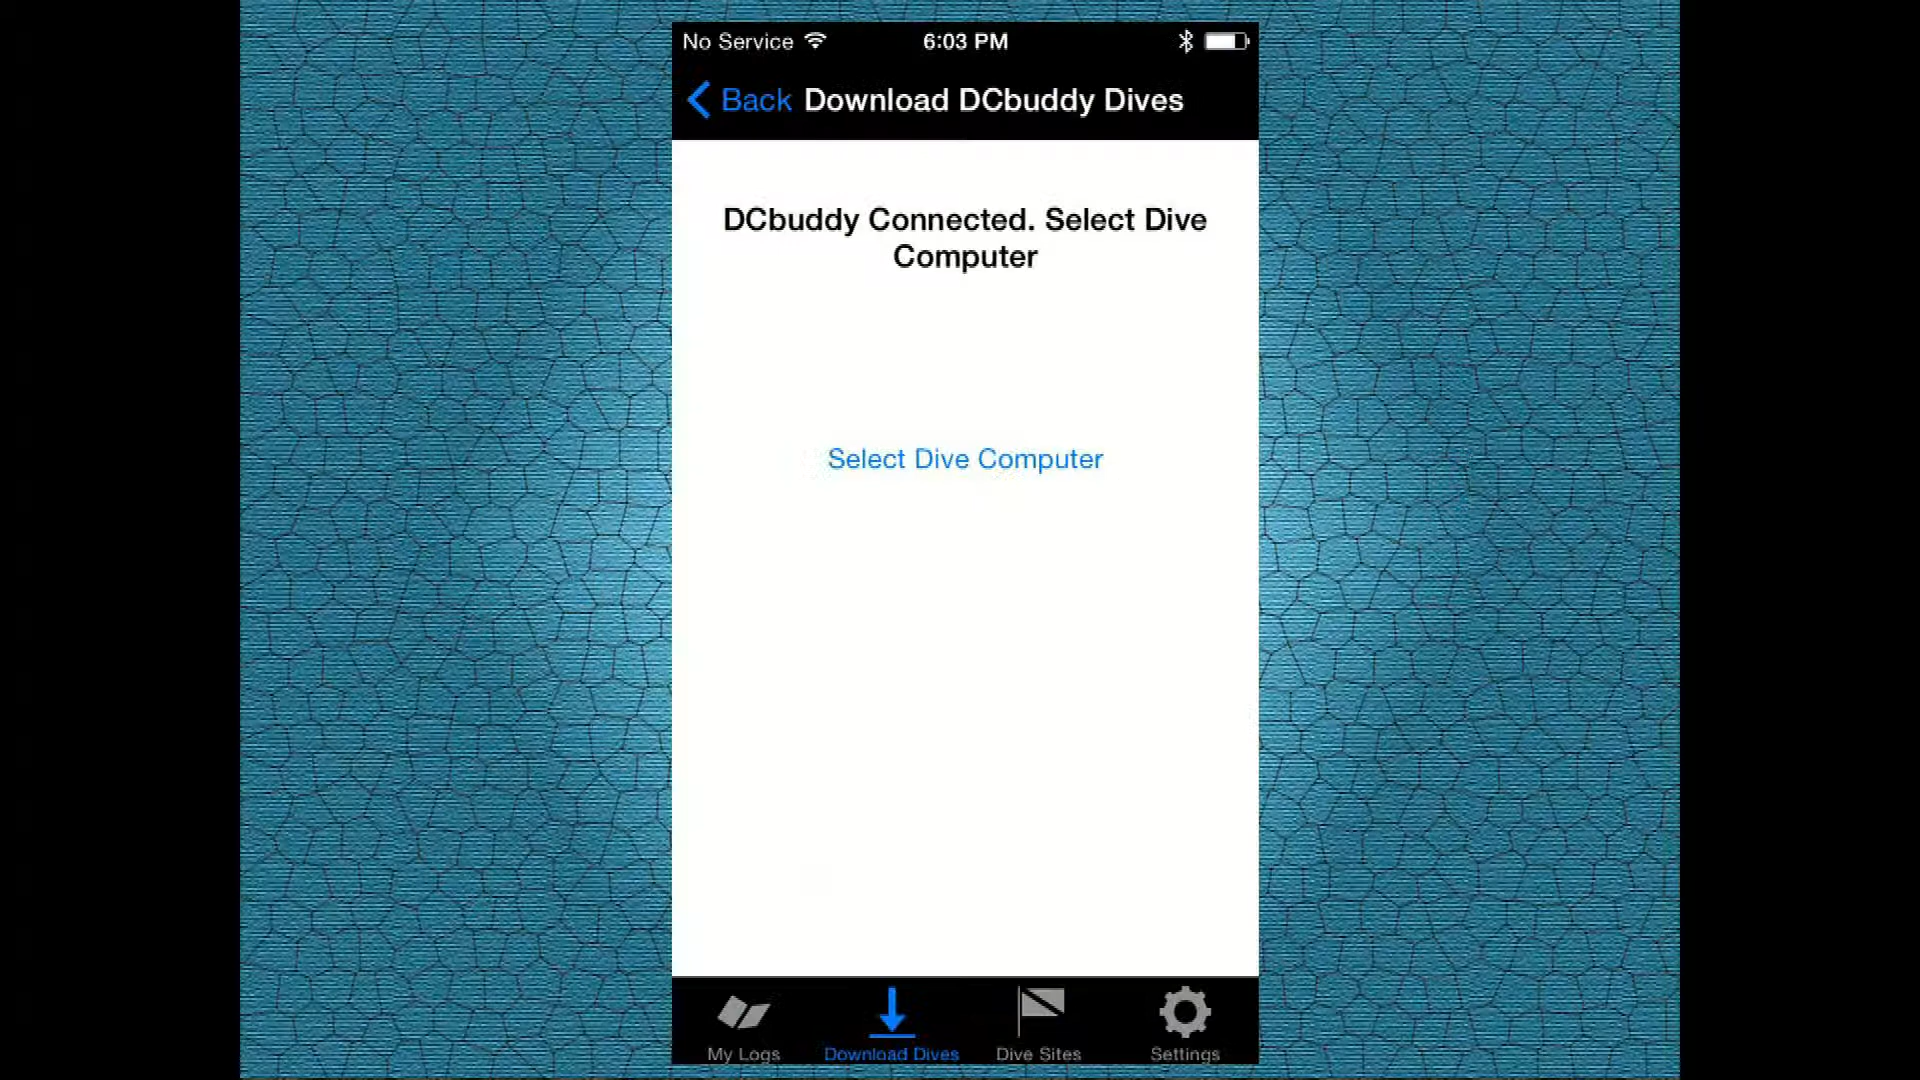 No Service 6:03 PM
Back Download DCbuddy Dives
DCbuddy Connected. Select Dive
Computer
Select Dive Computer
My Logs Download Dives Dive Sites Settings